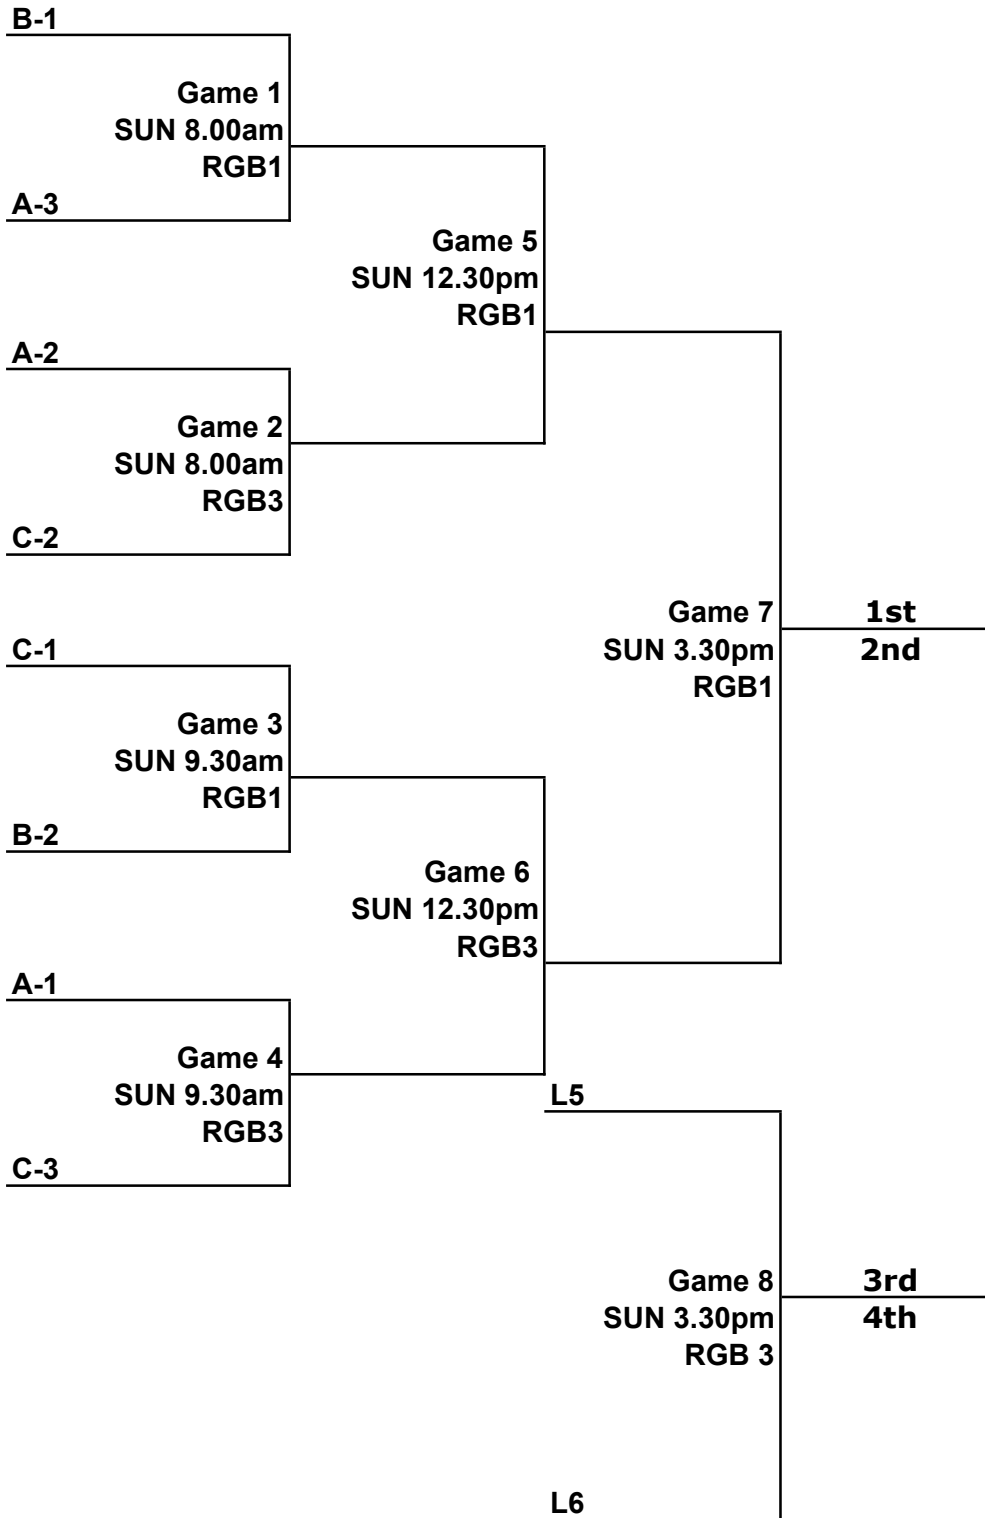 B-1
Game 1
SUN 8.00am
RGB1
A-3
Game 5
SUN 12.30pm
RGB1
A-2
Game 2
SUN 8.00am
RGB3
C-2
Game 7
SUN 3.30pm
RGB1
1st
2nd
C-1
Game 3
SUN 9.30am
RGB1
B-2
Game 6
SUN 12.30pm
RGB3
A-1
Game 4
SUN 9.30am
RGB3
C-3
L5
Game 8
SUN 3.30pm
RGB 3
3rd
4th
L6